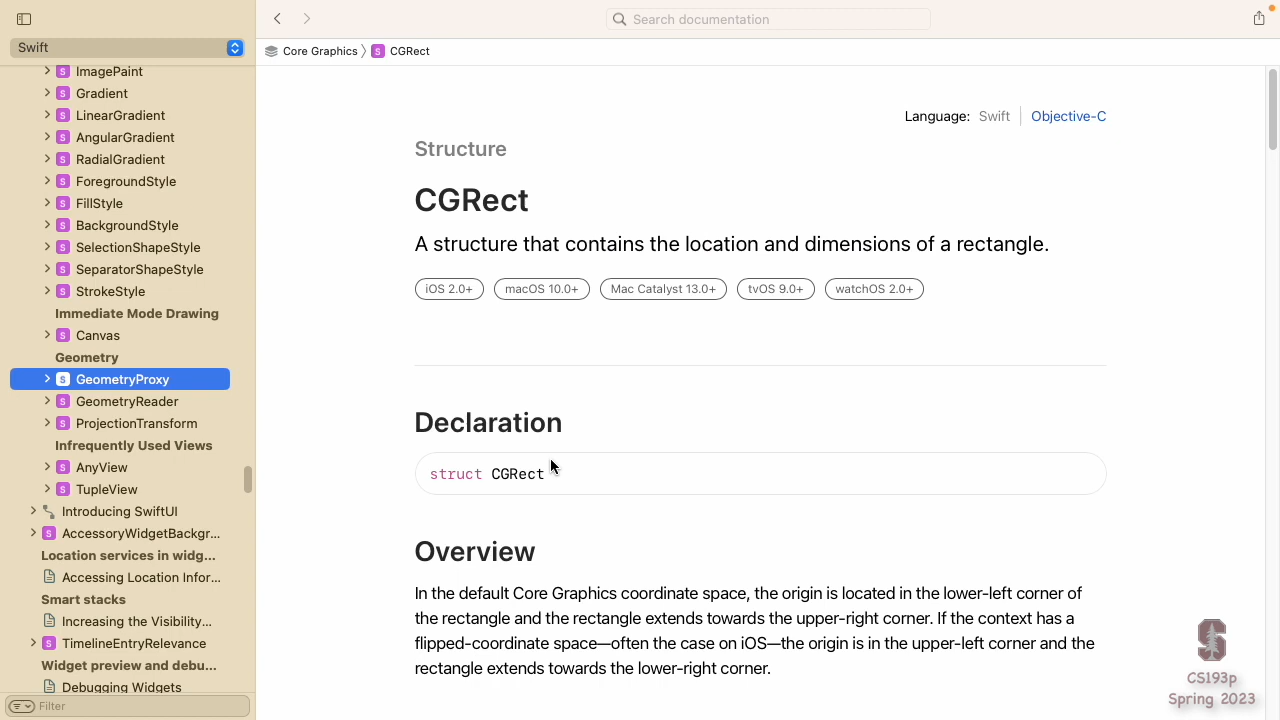 Search documentation
Swift
Core Graphics
CGRect
ImagePaint
Gradient
LinearGradient
AngularGradient
RadialGradient
ForegroundStyle
FillStyle
BackgroundStyle
SelectionShapeStyle
SeparatorShapeStyle
StrokeStyle
Immediate Mode Drawing
Canvas
Geometry
GeometryProxy
GeometryReader
ProjectionTransform
Infrequently Used Views
AnyView
TupleView
Introducing SwiftUI
AccessoryWidgetBackgr...
Location services in widg...
Accessing Location Infor...
Smart stacks
Increasing the Visibility...
TimelineEntryRelevance
Widget preview and debu...
Debugging Widgets
Filter
Language: Swift Objective-C
Structure
CGRect
A structure that contains the location and dimensions of a rectangle.
iOS 2.0+ macOS 10.0+ Mac Catalyst 13.0+ tvOS 9.0+ watchOS 2.0+
Declaration
struct CGRect
Overview
In the default Core Graphics coordinate space, the origin is located in the lower-left corner of
the rectangle and the rectangle extends towards the upper-right corner. If the context has a
flipped-coordinate space—often the case on iOS—the origin is in the upper-left corner and the
rectangle extends towards the lower-right corner.
CS193p
Spring 2023